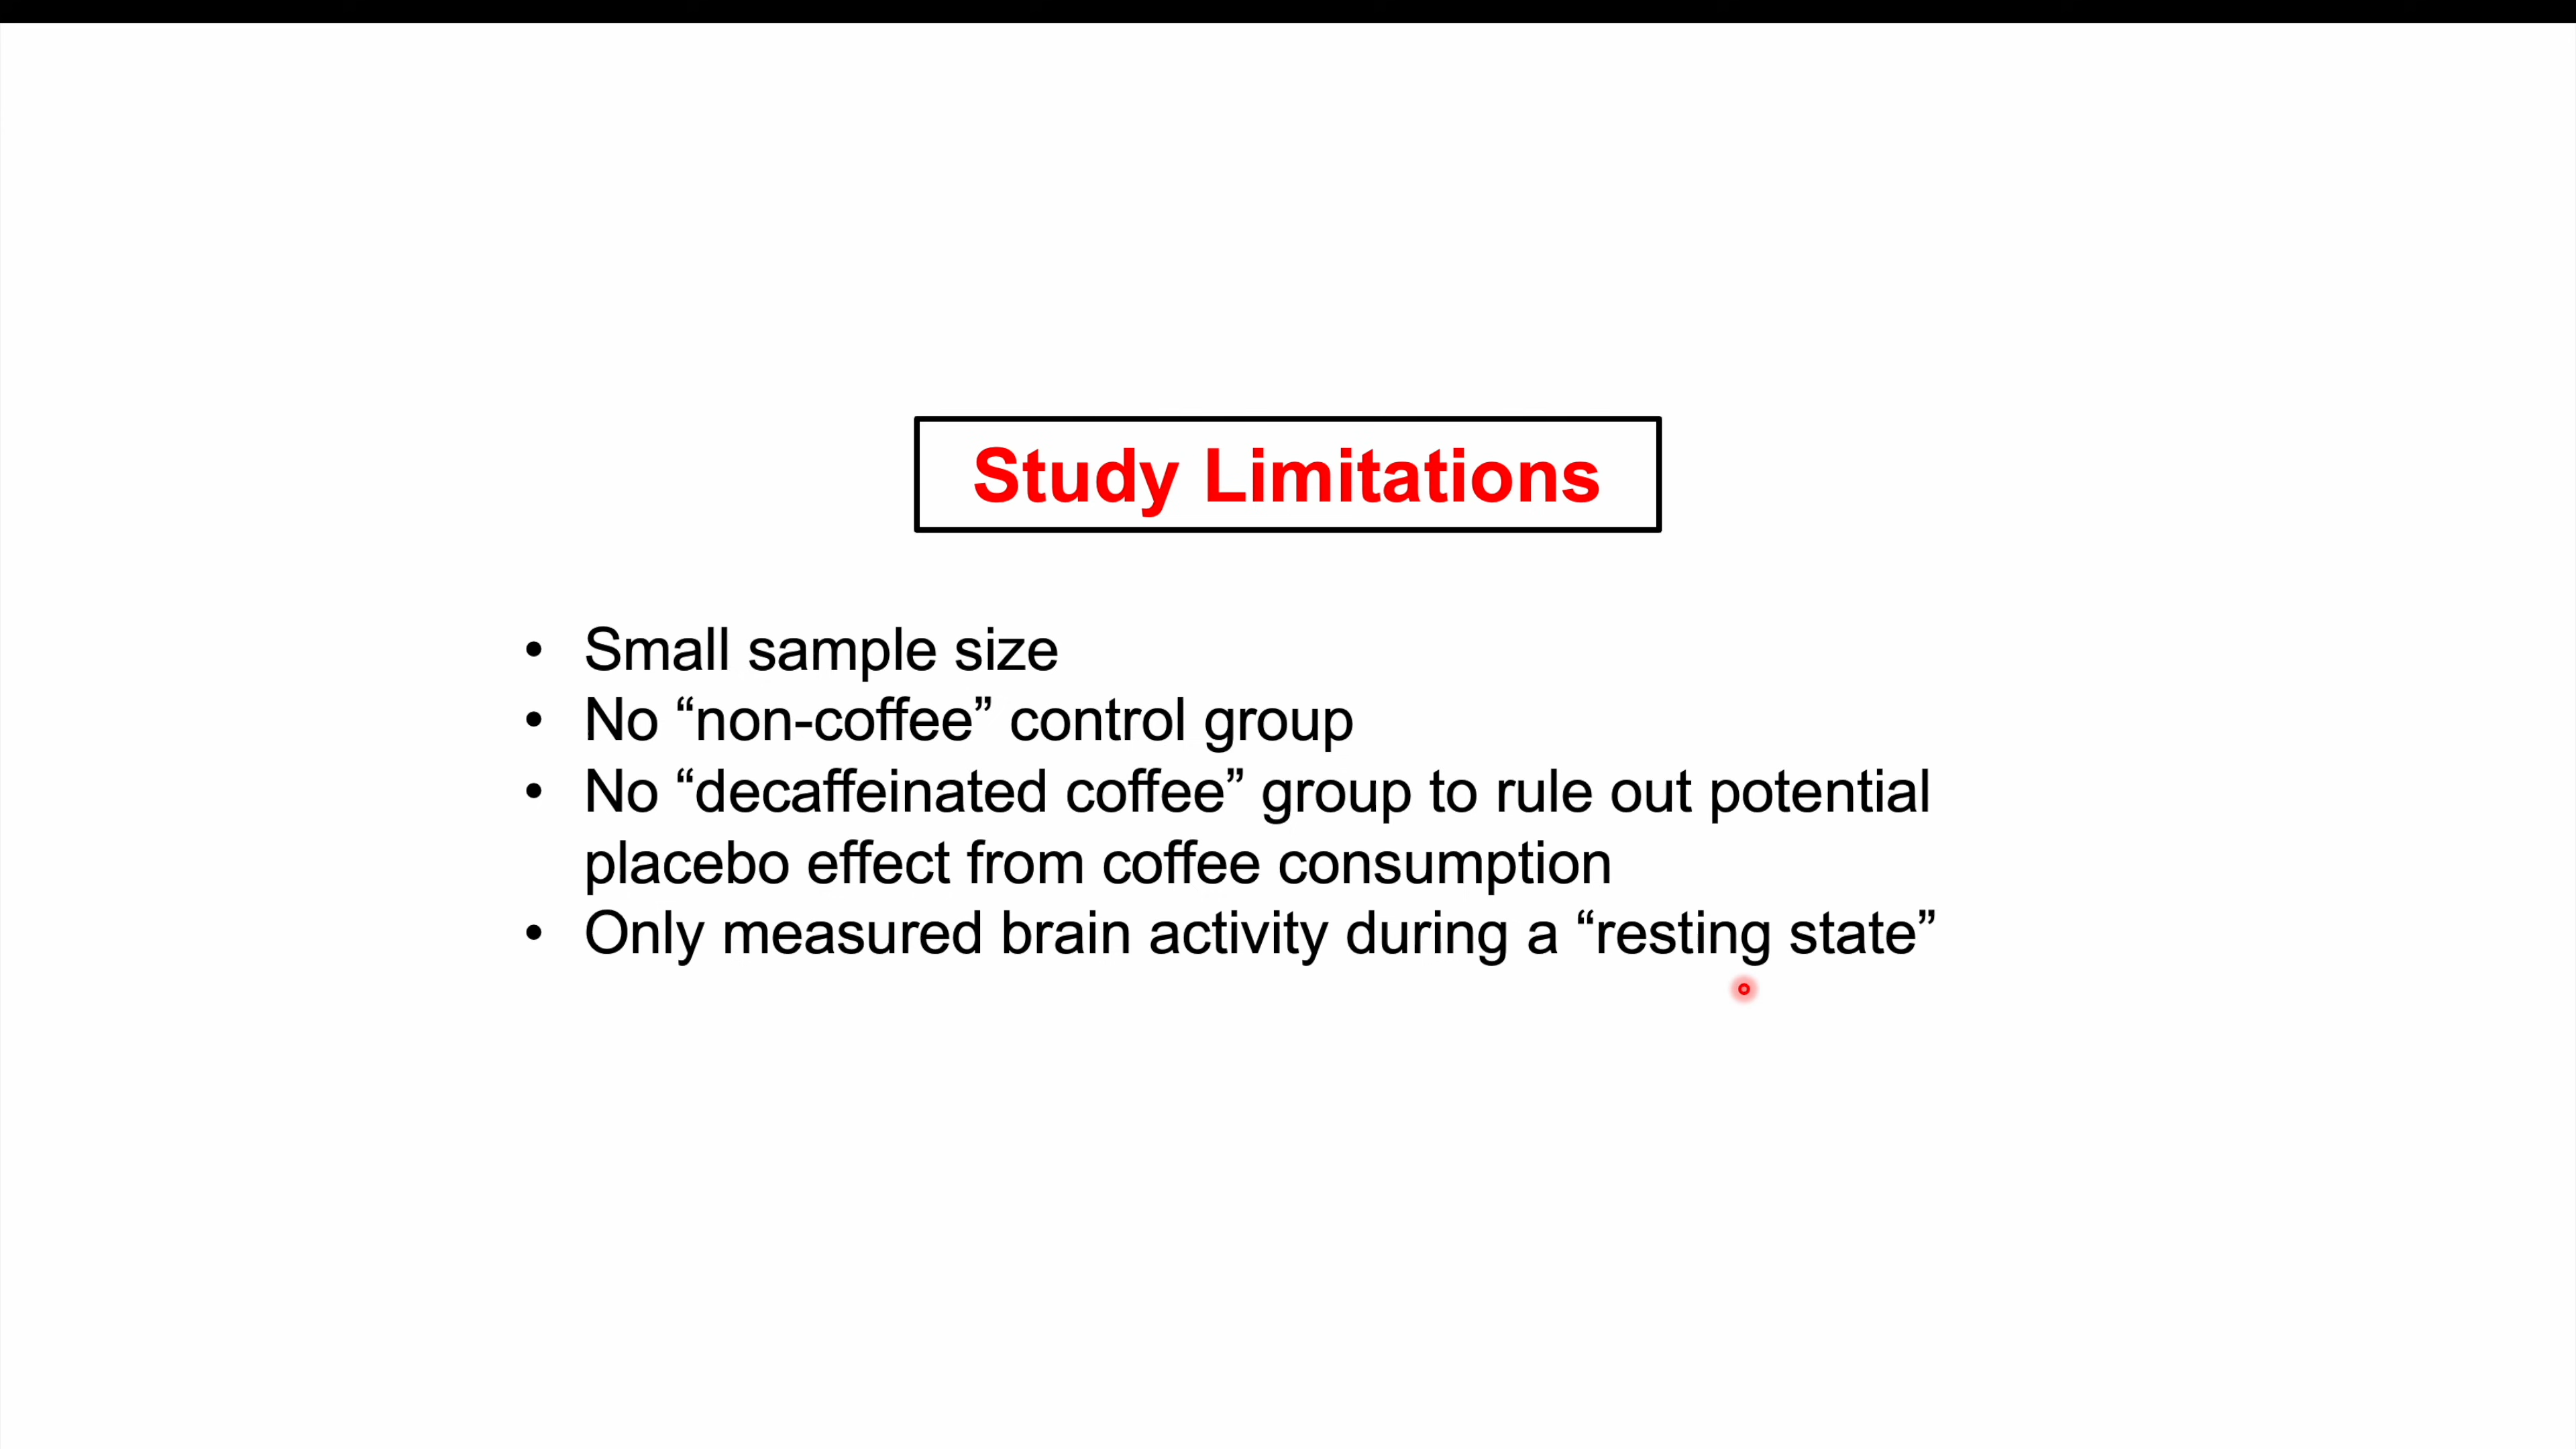 Study Limitations
• Small sample size
• No “non-coffee” control group
• No “decaffeinated coffee” group to rule out potential
placebo effect from coffee consumption
• Only measured brain activity during a “resting state”